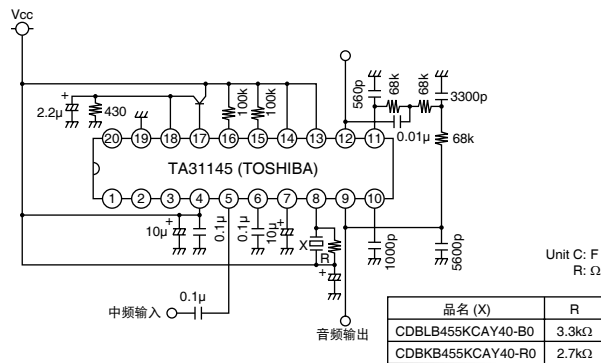 Vcc
2.2μ
430
100k
100k
560p
68k
68k
3300p
0.01μ
68k
20 19 18 17 16 15 14 13 12 11
TA31145 (TOSHIBA)
1 2 3 4 5 6 7 8 9 10
10μ
0.1μ
0.1μ
10μ
X
R
1000p
5600p
Unit C: F
R: Ω
0.1μ
中频输入
音频输出
品名 (X) R
CDBLB455KCAY40-B0 3.3kΩ
CDBKB455KCAY40-R0 2.7kΩ